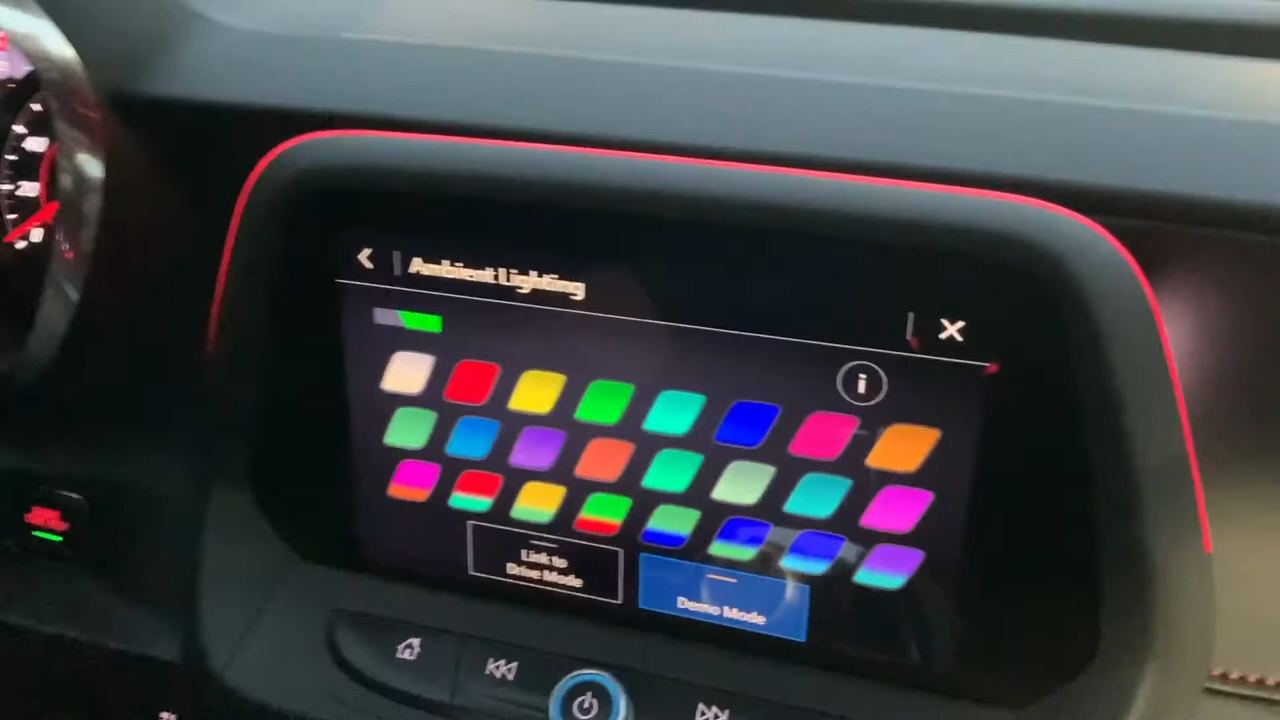 Ambient Lighting
i
Link to
Drive Mode
Demo Mode